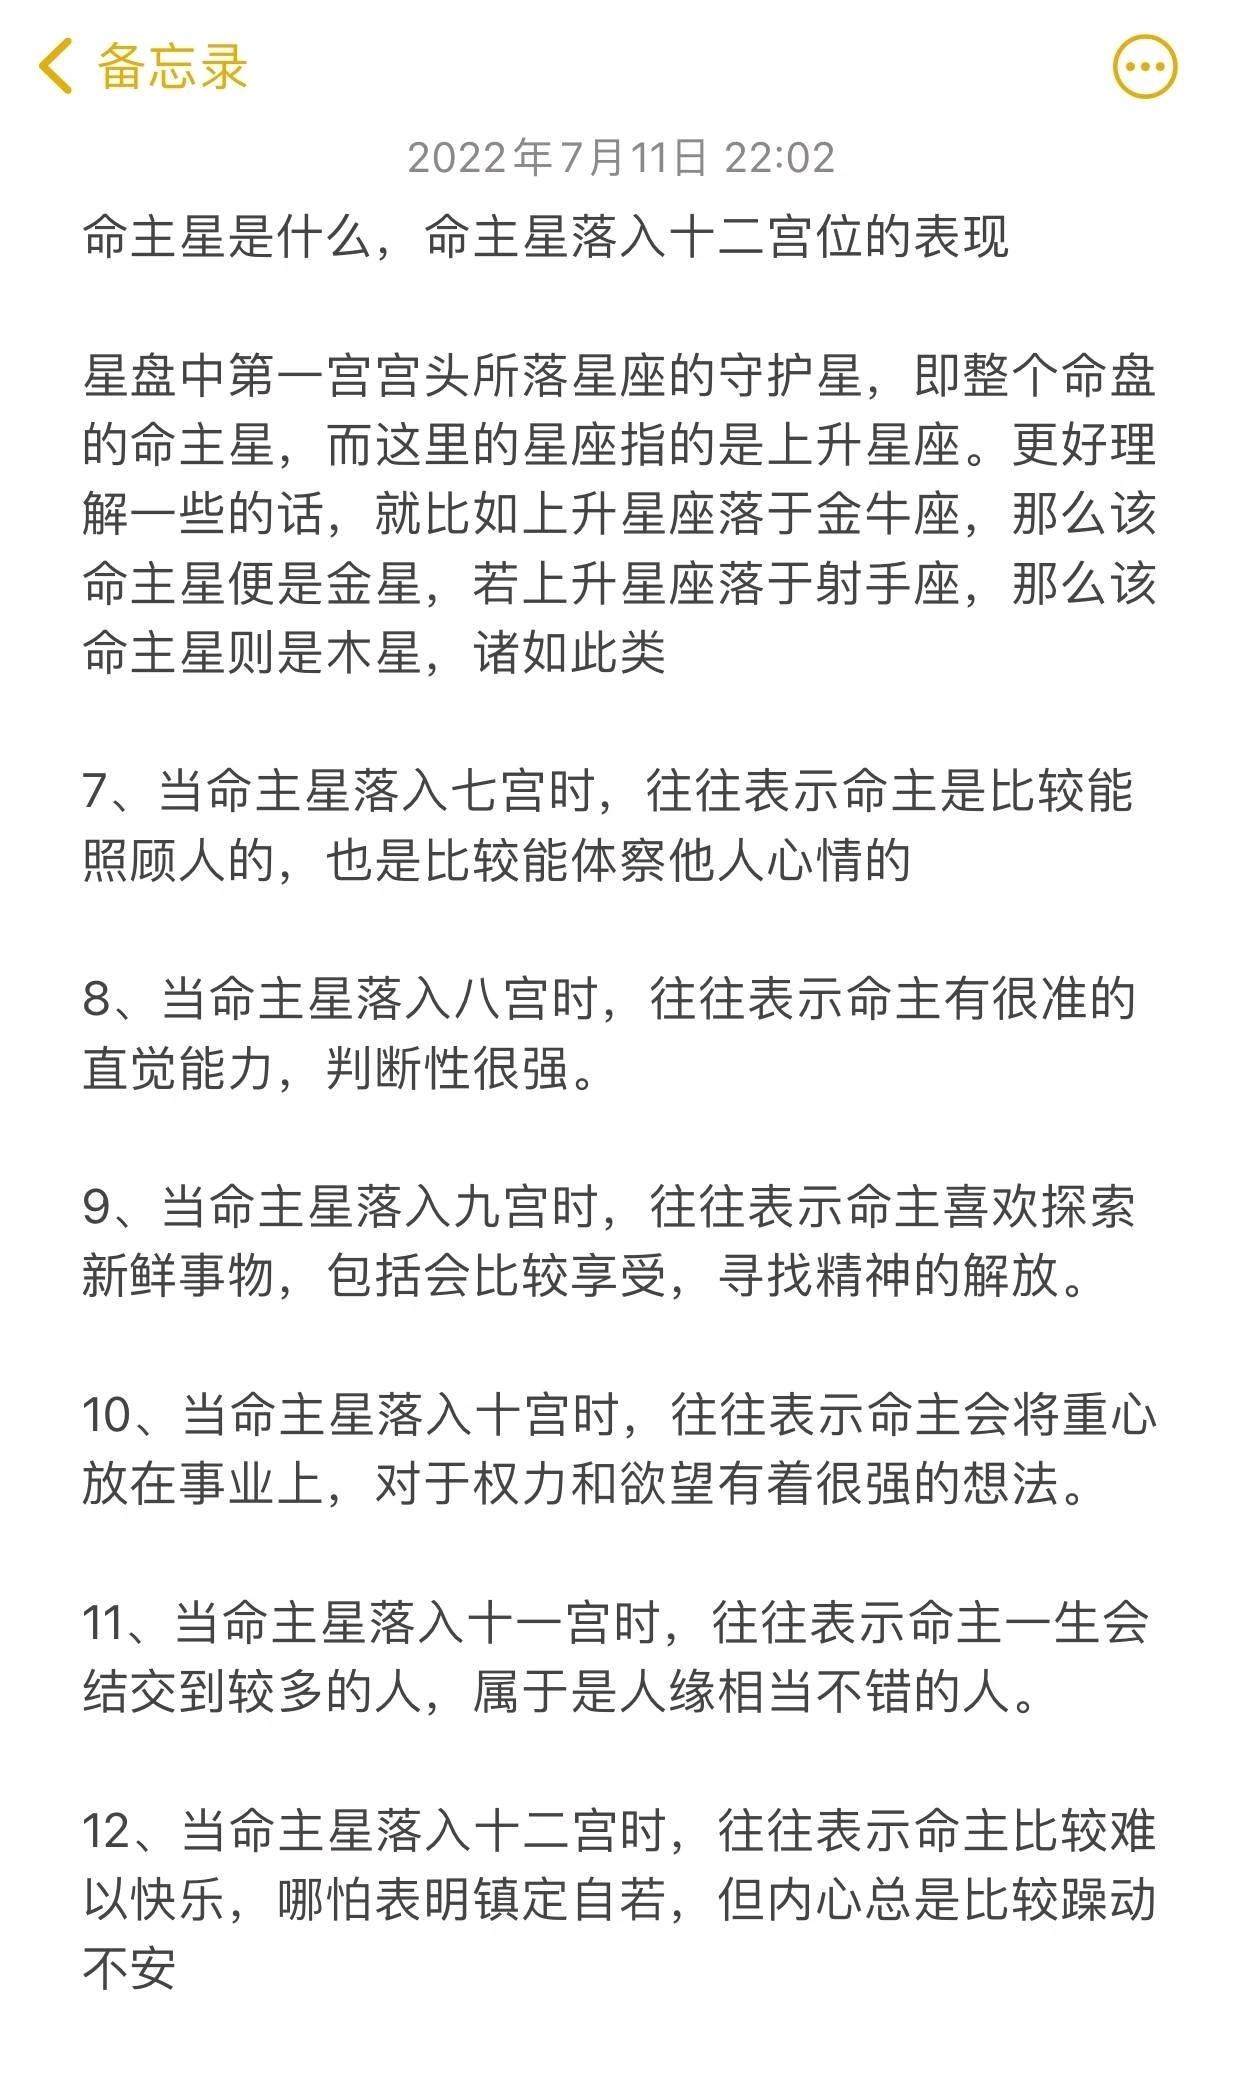 备忘录
2022年7月11日 22:02
命主星是什么，命主星落入十二宫位的表现
星盘中第一宫宫头所落星座的守护星，即整个命盘
的命主星，而这里的星座指的是上升星座。更好理
解一些的话，就比如上升星座落于金牛座，那么该
命主星便是金星，若上升星座落于射手座，那么该
命主星则是木星，诸如此类
7、当命主星落入七宫时，往往表示命主是比较能
照顾人的，也是比较能体察他人心情的
8、当命主星落入八宫时，往往表示命主有很准的
直觉能力，判断性很强。
9、当命主星落入九宫时，往往表示命主喜欢探索
新鲜事物，包括会比较享受，寻找精神的解放。
10、当命主星落入十宫时，往往表示命主会将重心
放在事业上，对于权力和欲望有着很强的想法。
11、当命主星落入十一宫时，往往表示命主一生会
结交到较多的人，属于是人缘相当不错的人。
12、当命主星落入十二宫时，往往表示命主比较难
以快乐，哪怕表明镇定自若，但内心总是比较躁动
不安